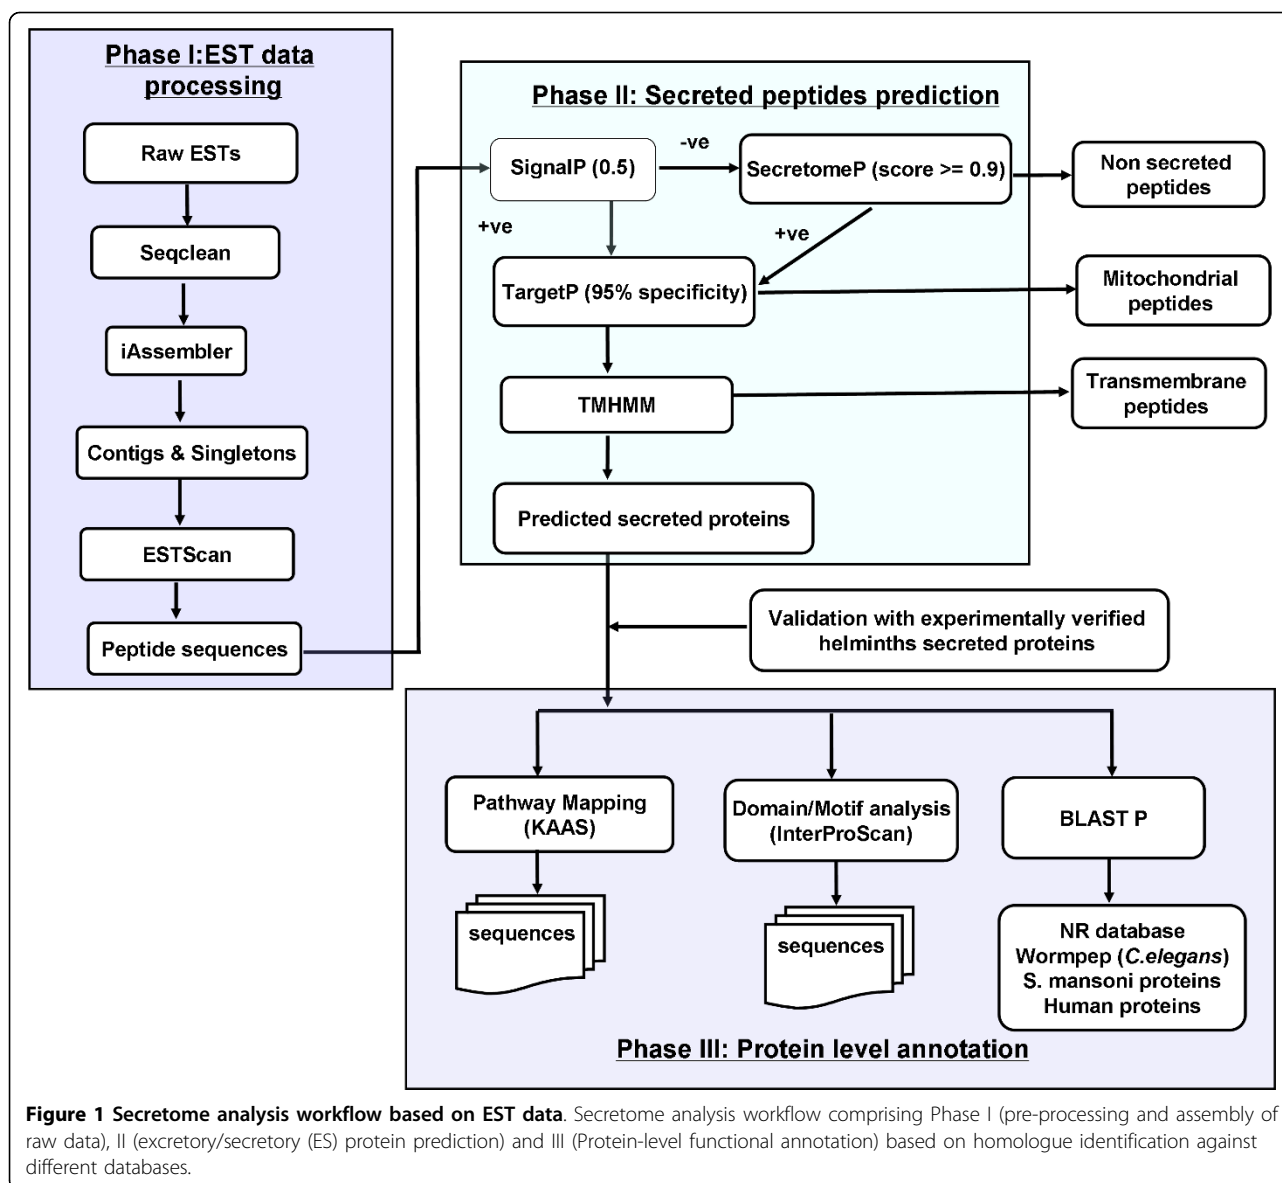 Phase I:EST data
processing
Raw ESTs
Seqclean
iAssembler
Contigs & Singletons
ESTScan
Peptide sequences
Phase II: Secreted peptides prediction
SignalP (0.5)
-ve
SecretomeP (score >= 0.9)
Non secreted
peptides
+ve
+ve
TargetP (95% specificity)
Mitochondrial
peptides
TMHMM
Transmembrane
peptides
Predicted secreted proteins
Validation with experimentally verified
helminths secreted proteins
Pathway Mapping
(KAAS)
sequences
Domain/Motif analysis
(InterProScan)
sequences
BLAST P
NR database
Wormpep (C.elegans)
S. mansoni proteins
Human proteins
Phase III: Protein level annotation
Figure 1 Secretome analysis workflow based on EST data. Secretome analysis workflow comprising Phase I (pre-processing and assembly of
raw data), II (excretory/secretory (ES) protein prediction) and III (Protein-level functional annotation) based on homologue identification against
different databases.